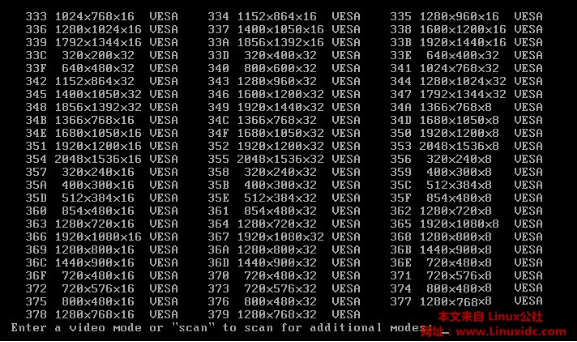 333 1024x768x16 VESA 334 1152x864x16 VESA 335 1280x960x16 VESA
336 1280x1024x16 VESA 337 1400x1050x16 VESA 338 1600x1200x16 VESA
339 1792x1344x16 VESA 33A 1856x1392x16 VESA 33B 1920x1440x16 VESA
33C 320x200x32 VESA 33D 320x400x32 VESA 33E 640x400x32 VESA
33F 640x480x32 VESA 340 800x600x32 VESA 341 1024x768x32 VESA
342 1152x864x32 VESA 343 1280x960x32 VESA 344 1280x1024x32 VESA
345 1400x1050x32 VESA 346 1600x1200x32 VESA 347 1792x1344x32 VESA
348 1856x1392x32 VESA 349 1920x1440x32 VESA 34A 1366x768x8 VESA
34B 1366x768x16 VESA 34C 1366x768x32 VESA 34D 1680x1050x8 VESA
34E 1680x1050x16 VESA 34F 1680x1050x32 VESA 350 1920x1200x8 VESA
351 1920x1200x16 VESA 352 1920x1200x32 VESA 353 2048x1536x8 VESA
354 2048x1536x16 VESA 355 2048x1536x32 VESA 356 320x240x8 VESA
357 320x240x16 VESA 358 320x240x32 VESA 359 400x300x8 VESA
35A 400x300x16 VESA 35B 400x300x32 VESA 35C 512x384x8 VESA
35D 512x384x16 VESA 35E 512x384x32 VESA 35F 854x480x8 VESA
360 854x480x16 VESA 361 854x480x32 VESA 362 1280x720x8 VESA
363 1280x720x16 VESA 364 1280x720x32 VESA 365 1920x1080x8 VESA
366 1920x1080x16 VESA 367 1920x1080x32 VESA 368 1280x800x8 VESA
369 1280x800x16 VESA 36A 1280x800x32 VESA 36B 1440x900x8 VESA
36C 1440x900x16 VESA 36D 1440x900x32 VESA 36E 720x480x8 VESA
36F 720x480x16 VESA 370 720x480x32 VESA 371 720x576x8 VESA
372 720x576x16 VESA 373 720x576x32 VESA 374 800x480x8 VESA
375 800x480x16 VESA 376 800x480x32 VESA 377 1280x768x8 VESA
378 1280x768x16 VESA 379 1280x768x32 VESA
Enter a video mode or "scan" to scan for additional modes: _
本文来自 Linux公社
网址:www.Linuxidc.com